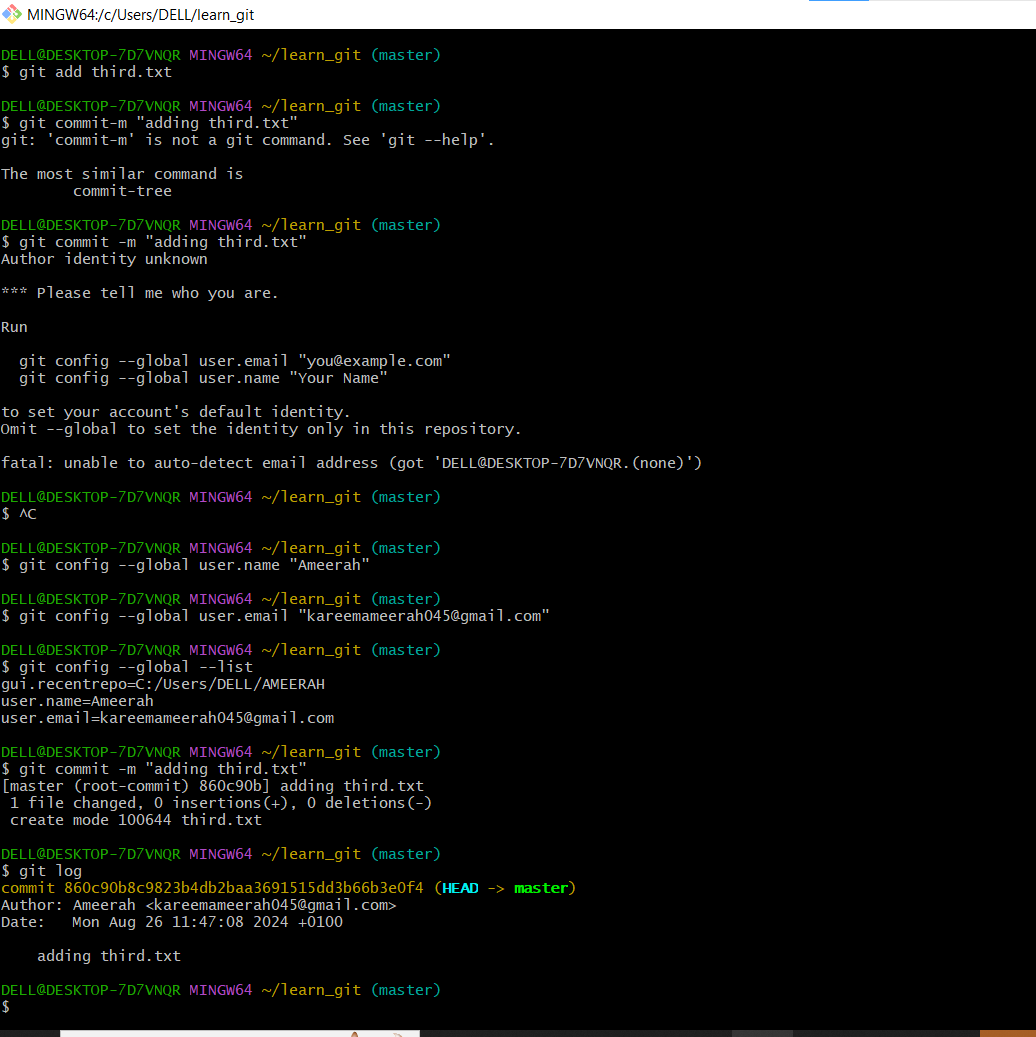 MINGW64:/c/Users/DELL/learn_git
DELL@DESKTOP-7D7VNQR MINGW64 ~/learn_git (master)
$ git add third.txt
DELL@DESKTOP-7D7VNQR MINGW64 ~/learn_git (master)
$ git commit-m "adding third.txt"
git: 'commit-m' is not a git command. See 'git --help'.
The most similar command is
commit-tree
DELL@DESKTOP-7D7VNQR MINGW64 ~/learn_git (master)
$ git commit -m "adding third.txt"
Author identity unknown
*** Please tell me who you are.
Run
git config --global user.email "you@example.com"
git config --global user.name "Your Name"
to set your account's default identity.
Omit --global to set the identity only in this repository.
fatal: unable to auto-detect email address (got 'DELL@DESKTOP-7D7VNQR.(none)')
DELL@DESKTOP-7D7VNQR MINGW64 ~/learn_git (master)
$ ^C
DELL@DESKTOP-7D7VNQR MINGW64 ~/learn_git (master)
$ git config --global user.name "Ameerah"
DELL@DESKTOP-7D7VNQR MINGW64 ~/learn_git (master)
$ git config --global user.email "kareemameerah045@gmail.com"
DELL@DESKTOP-7D7VNQR MINGW64 ~/learn_git (master)
$ git config --global --list
gui.recentrepo=C:/Users/DELL/AMEERAH
user.name=Ameerah
user.email=kareemameerah045@gmail.com
DELL@DESKTOP-7D7VNQR MINGW64 ~/learn_git (master)
$ git commit -m "adding third.txt"
[master (root-commit) 860c90b] adding third.txt
1 file changed, 0 insertions(+), 0 deletions(-)
create mode 100644 third.txt
DELL@DESKTOP-7D7VNQR MINGW64 ~/learn_git (master)
$ git log
commit 860c90b8c9823b4db2baa3691515dd3b66b3e0f4 (HEAD -> master)
Author: Ameerah <kareemameerah045@gmail.com>
Date:   Mon Aug 26 11:47:08 2024 +0100
adding third.txt
DELL@DESKTOP-7D7VNQR MINGW64 ~/learn_git (master)
$